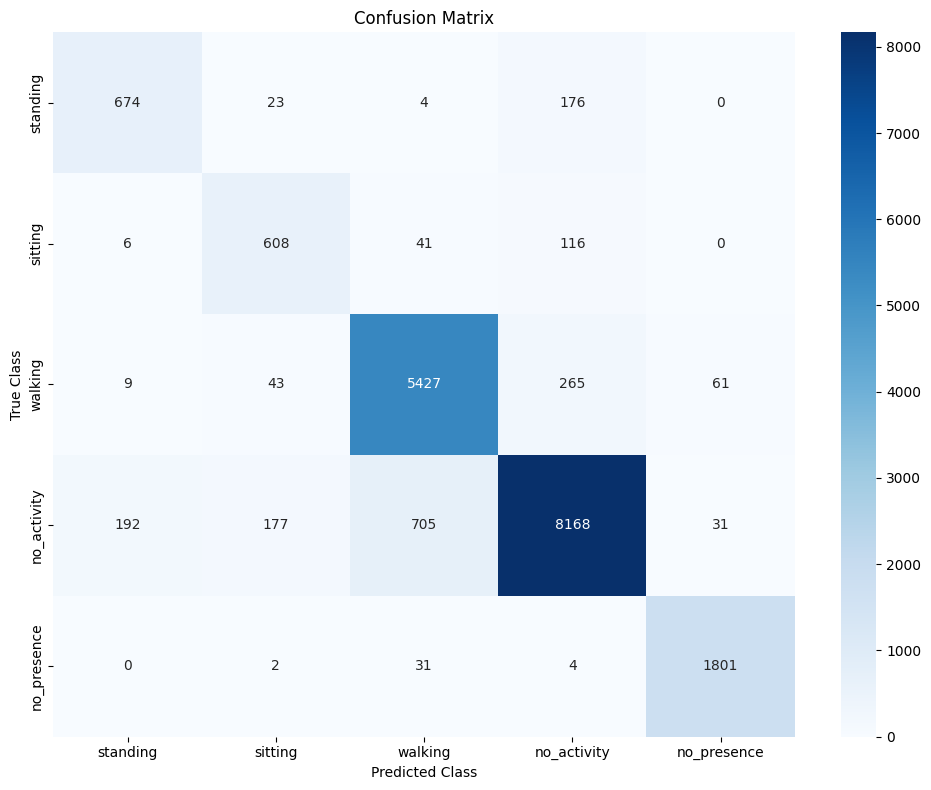 Confusion Matrix
True Class
standing
sitting
walking
no_activity
no_presence
674 23 4 176 0
6 608 41 116 0
9 43 5427 265 61
192 177 705 8168 31
0 2 31 4 1801
standing sitting walking no_activity no_presence
Predicted Class
8000
7000
6000
5000
4000
3000
2000
1000
0